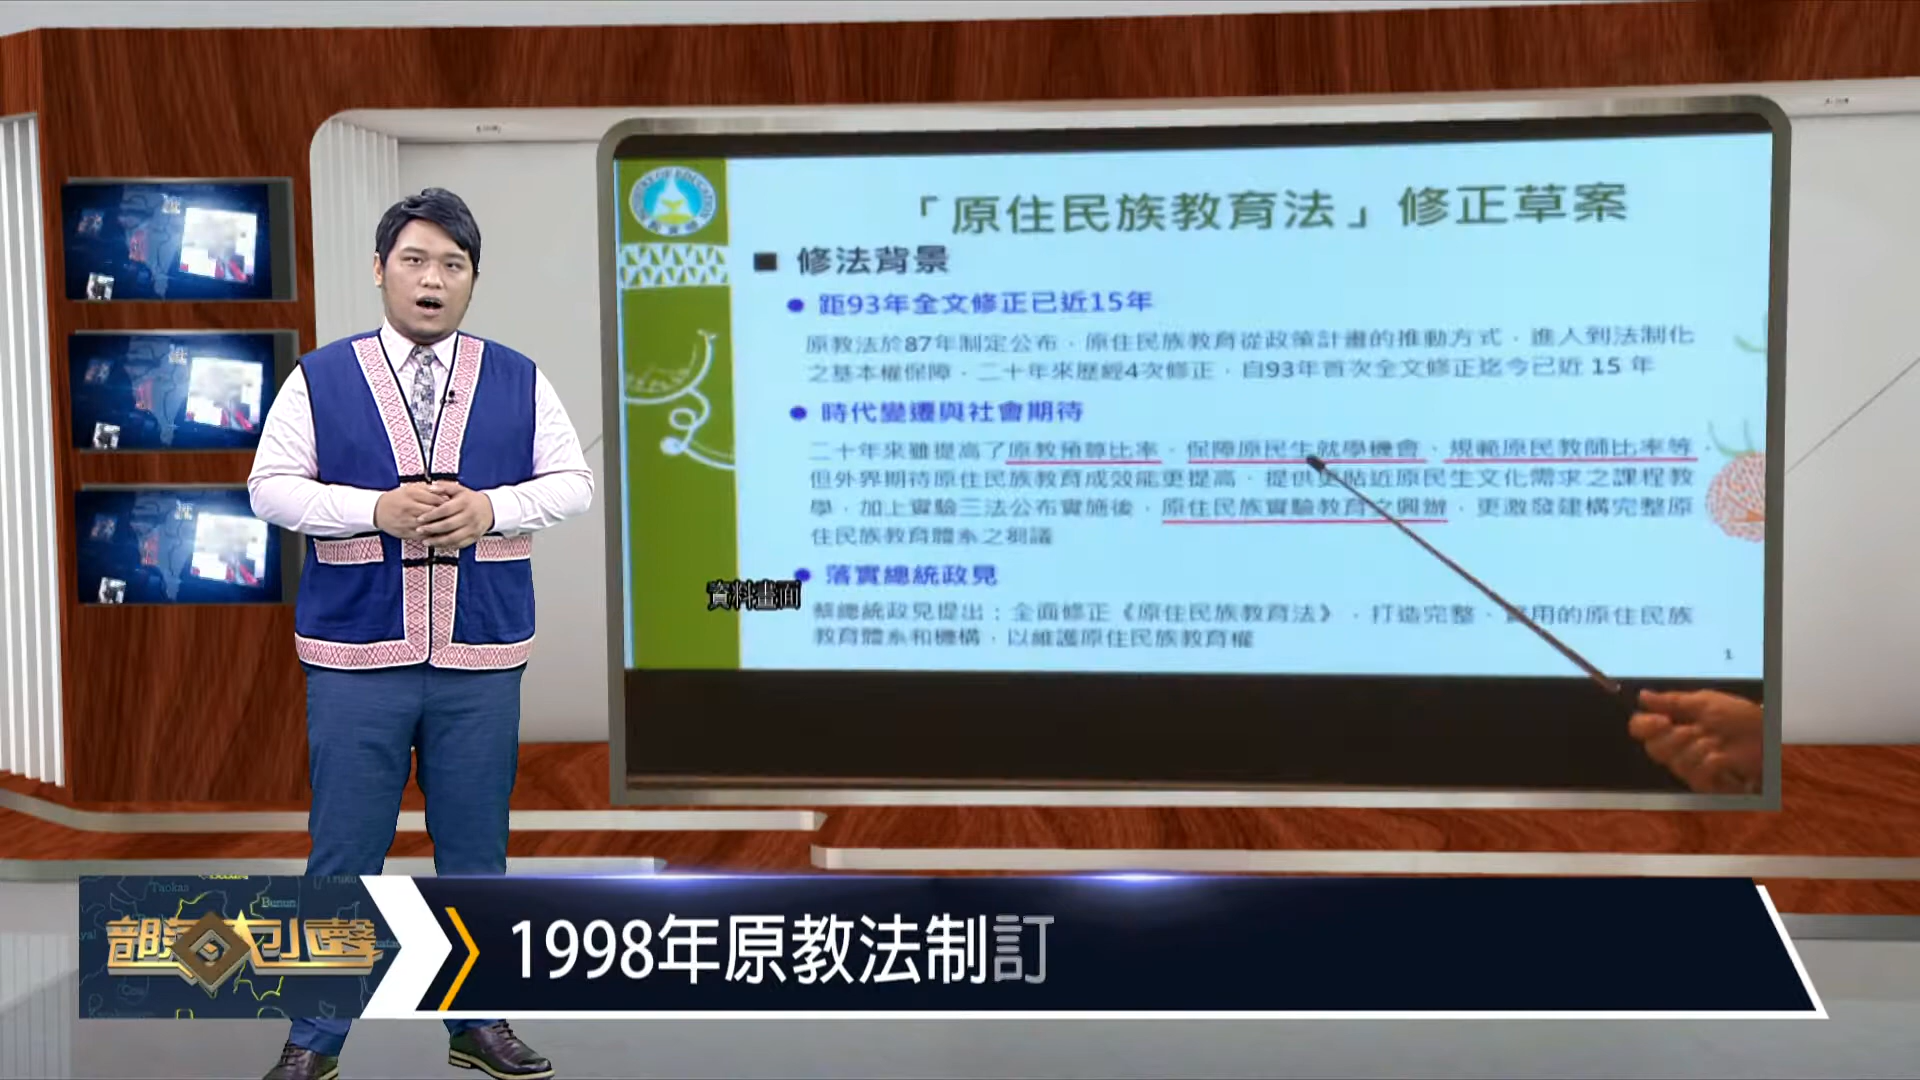 MINISTRY OF EDUCATION
「原住民族教育法」修正草案
■ 修法背景
● 距93年全文修正已近15年
原教法於87年制定公布，原住民族教育從政策計畫的推動方式，進入到法制化
之基本權保障，二十年來歷經4次修正，自93年首次全文修正迄今已近 15 年
● 時代變遷與社會期待
二十年來雖提高了原教預算比率、保障原民生就學機會、規範原民教師比率等，
但外界期待原住民族教育成效能更提高，提供更貼近原民生文化需求之課程教
學，加上實驗三法公布實施後，原住民族實驗教育之興辦，更激發建構完整原
住民族教育體系之芻議
● 落實總統政見
蔡總統政見提出：全面修正《原住民族教育法》，打造完整、實用的原住民族
教育體系和機構，以維護原住民族教育權
1
資料畫面
Taokas
Bunun
部落大小聲
1998年原教法制訂